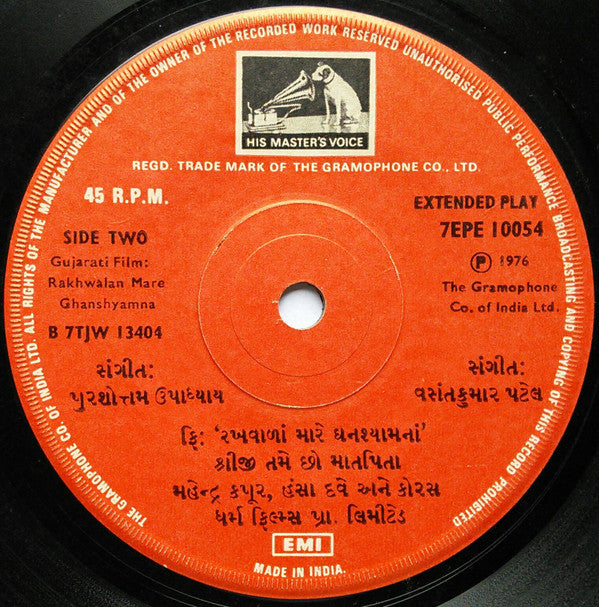 THE GRAMOPHONE CO. OF INDIA LTD. ALL RIGHTS OF THE MANUFACTURER AND OF THE OWNER OF THE RECORDED WORK RESERVED UNAUTHORISED PUBLIC PERFORMANCE BROADCASTING AND COPYING OF THIS RECORD PROHIBITED
HIS MASTER'S VOICE
REGD. TRADE MARK OF THE GRAMOPHONE CO., LTD.
45 R.P.M.
SIDE TWO
Gujarati Film:
Rakhwalan Mare
Ghanshyamna
B 7TJW 13404
EXTENDED PLAY
7EPE 10054
Ⓟ 1976
The Gramophone
Co. of India Ltd.
સંગીત:
પુરશોત્તમ ઉપાધ્યાય
સંગીત:
વસંતકુમાર પટેલ
ફિ: 'રખવાળાં મારે ઘનશ્યામનાં'
શ્રીજી તમે છો માતપિતા
મહેન્દ્ર કપુર, હંસા દવે અને કોરસ
ધર્મ ફિલ્મ્સ પ્રા. લિમીટેડ
EMI
MADE IN INDIA.